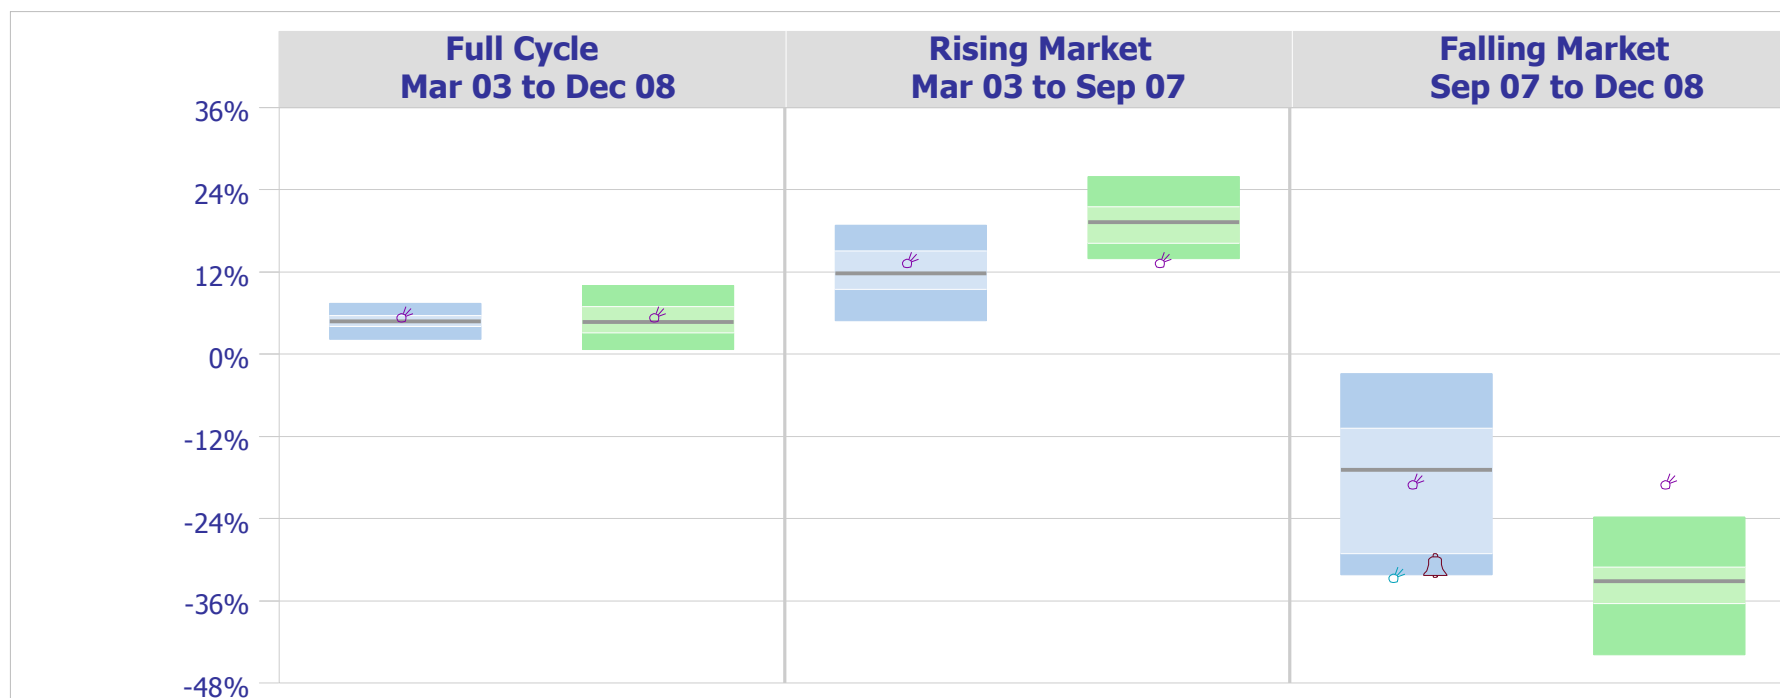 Full Cycle
Mar 03 to Dec 08
Rising Market
Mar 03 to Sep 07
Falling Market
Sep 07 to Dec 08
36%
24%
12%
0%
-12%
-24%
-36%
-48%